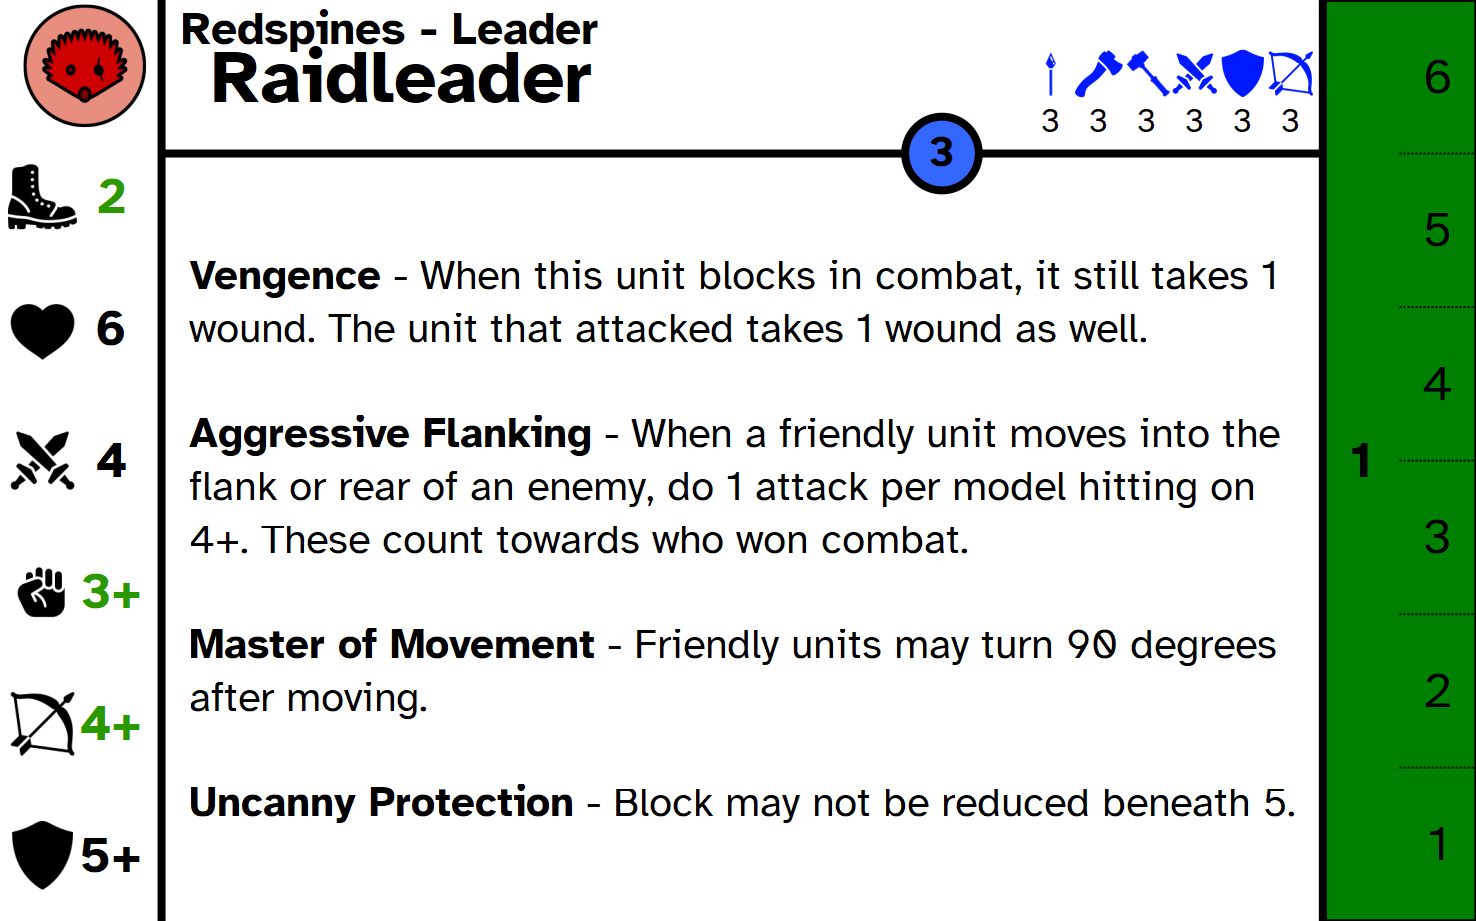 Redspines - Leader
Raidleader
3 3 3 3 3 3
3
2
6
4
3+
4+
5+
Vengence - When this unit blocks in combat, it still takes 1
wound. The unit that attacked takes 1 wound as well.
Aggressive Flanking - When a friendly unit moves into the
flank or rear of an enemy, do 1 attack per model hitting on
4+. These count towards who won combat.
Master of Movement - Friendly units may turn 90 degrees
after moving.
Uncanny Protection - Block may not be reduced beneath 5.
1
6
5
4
3
2
1